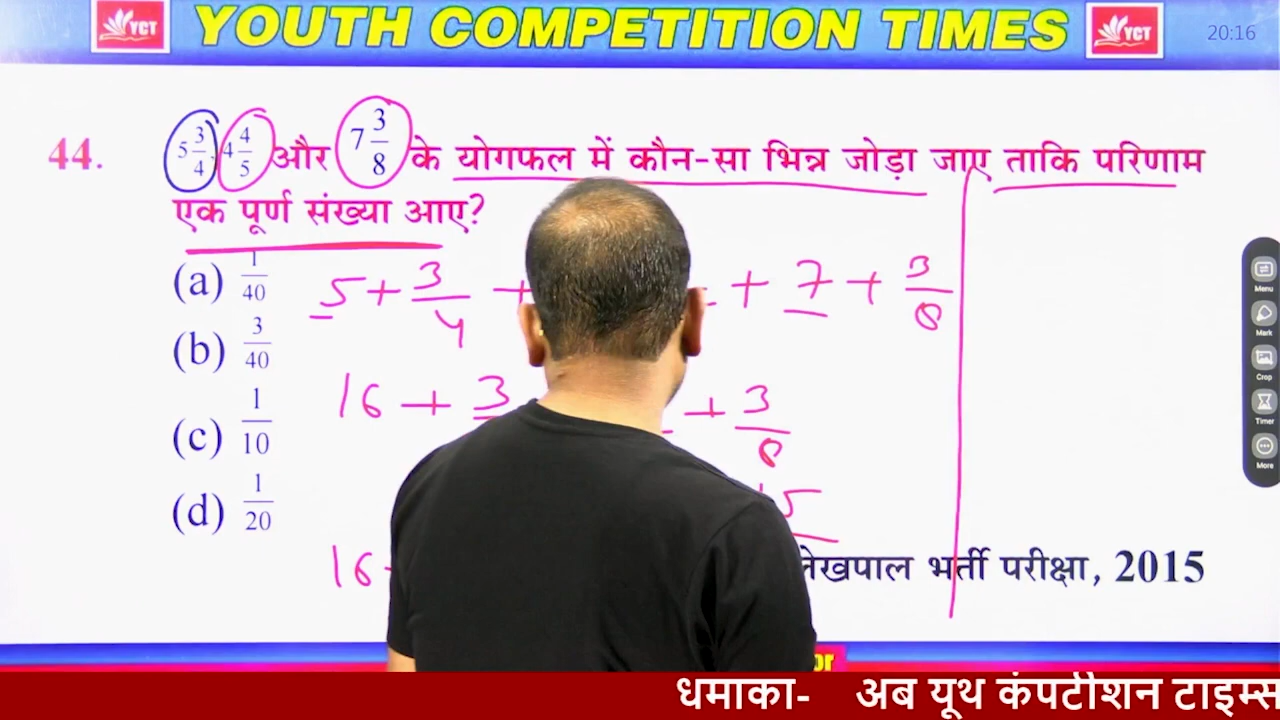 YCT YOUTH COMPETITION TIMES YCT 20:16
44. 5 3/4, 4 4/5 और 7 3/8 के योगफल में कौन-सा भिन्न जोड़ा जाए ताकि परिणाम
एक पूर्ण संख्या आए?
(a) 1/40
5 + 3/4 + + 7 + 3/8
(b) 3/40
16 + 3 + 3/8
(c) 1/10
(d) 1/20
15
16-
लेखपाल भर्ती परीक्षा, 2015
Menu
Mark
Crop
Timer
More
or
धमाका- अब यूथ कंपटीशन टाइम्स